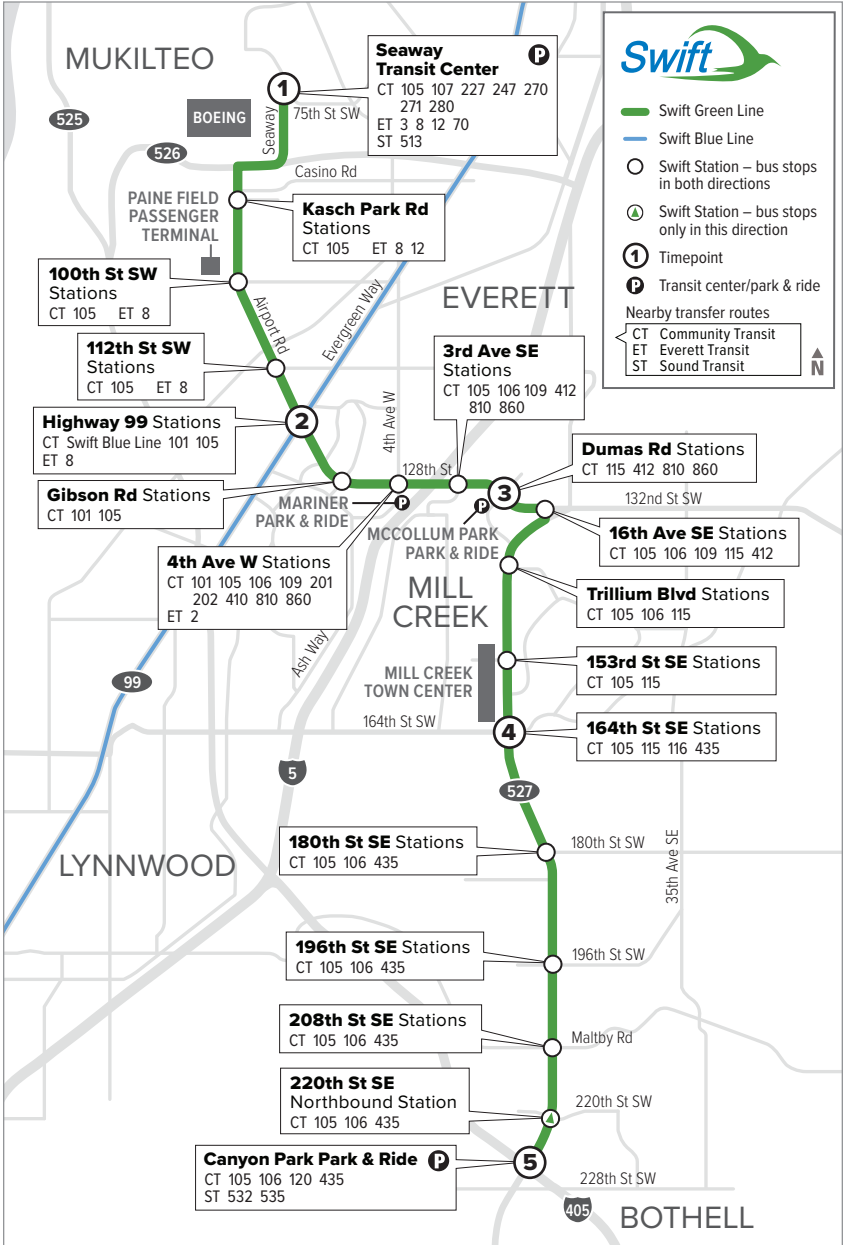 MUKILTEO
Seaway
Transit Center
P
CT 105 107 227 247 270
271 280
ET 3 8 12 70
ST 513
Swift
Swift Green Line
Swift Blue Line
Swift Station – bus stops
in both directions
Swift Station – bus stops
only in this direction
1 Timepoint
P Transit center/park & ride
Nearby transfer routes
CT Community Transit
ET Everett Transit
ST Sound Transit
N
1
75th St SW
BOEING
Seaway
525
526
Casino Rd
PAINE FIELD
PASSENGER
TERMINAL
Kasch Park Rd
Stations
CT 105 ET 8 12
100th St SW
Stations
CT 105 ET 8
Airport Rd
Evergreen Way
EVERETT
112th St SW
Stations
CT 105 ET 8
3rd Ave SE
Stations
CT 105 106 109 412
810 860
Highway 99 Stations
CT Swift Blue Line 101 105
ET 8
2
4th Ave W
128th St
Dumas Rd Stations
CT 115 412 810 860
Gibson Rd Stations
CT 101 105
MARINER
PARK & RIDE
P
3
P
132nd St SW
MCCOLLUM PARK
PARK & RIDE
16th Ave SE Stations
CT 105 106 109 115 412
4th Ave W Stations
CT 101 105 106 109 201
202 410 810 860
ET 2
MILL
CREEK
Trillium Blvd Stations
CT 105 106 115
Ash Way
99
MILL CREEK
TOWN CENTER
153rd St SE Stations
CT 105 115
164th St SW
4
164th St SE Stations
CT 105 115 116 435
5
527
LYNNWOOD
180th St SE Stations
CT 105 106 435
180th St SW
35th Ave SE
196th St SE Stations
CT 105 106 435
196th St SW
208th St SE Stations
CT 105 106 435
Maltby Rd
220th St SE
Northbound Station
CT 105 106 435
220th St SW
Canyon Park Park & Ride P
CT 105 106 120 435
ST 532 535
5
228th St SW
405
BOTHELL